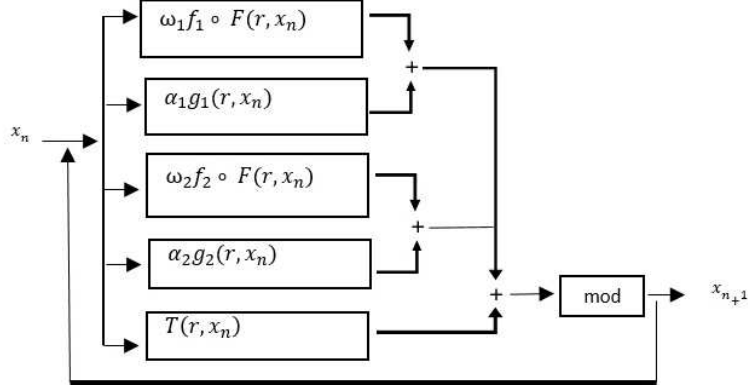 ω₁f₁ ∘ F(r, xₙ)
+
α₁g₁(r, xₙ)
xₙ
ω₂f₂ ∘ F(r, xₙ)
+
α₂g₂(r, xₙ)
+
mod
xₙ₊₁
T(r, xₙ)